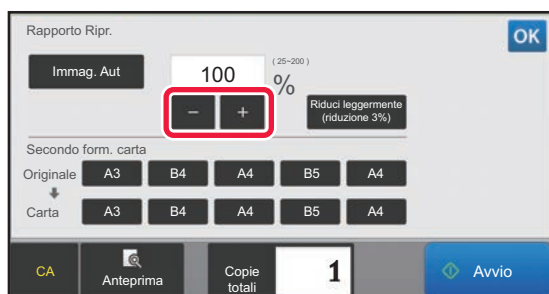 Rapporto Ripr.
OK
Immag. Aut
100
(25~200)
%
−
+
Riduci leggermente
(riduzione 3%)
Secondo form. carta
Originale A3 B4 A4 B5 A4
Carta A3 B4 A4 B5 A4
CA
Anteprima
Copie
totali
1
Avvio